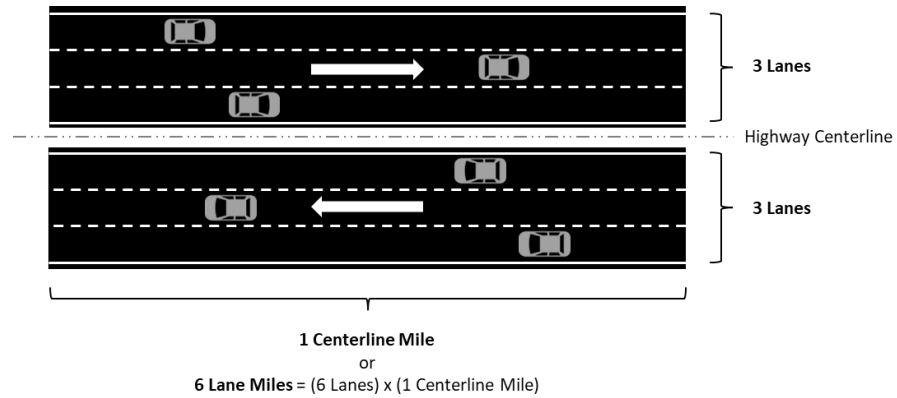 3 Lanes
Highway Centerline
3 Lanes
1 Centerline Mile
or
6 Lane Miles = (6 Lanes) x (1 Centerline Mile)